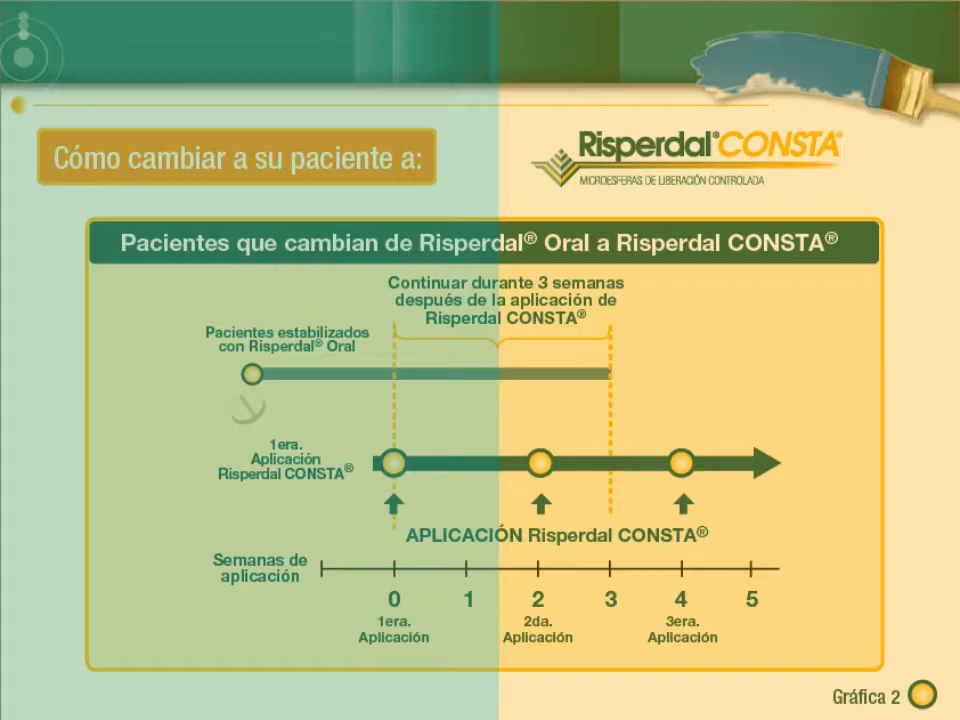 Cómo cambiar a su paciente a:
Risperdal® CONSTA®
MICROESFERAS DE LIBERACIÓN CONTROLADA
Pacientes que cambian de Risperdal® Oral a Risperdal CONSTA®
Continuar durante 3 semanas
después de la aplicación de
Risperdal CONSTA®
Pacientes estabilizados
con Risperdal® Oral
1era.
Aplicación
Risperdal CONSTA®
APLICACIÓN Risperdal CONSTA®
Semanas de
aplicación
0 1 2 3 4 5
1era. 2da. 3era.
Aplicación Aplicación Aplicación
Gráfica 2